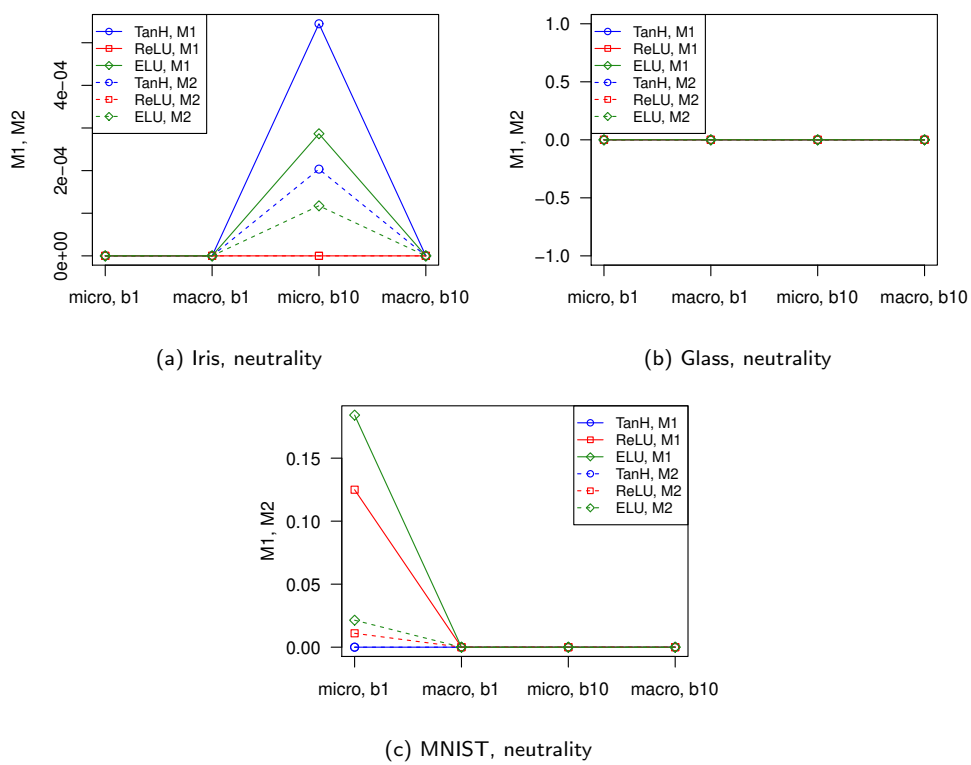 M1, M2
4e−04
2e−04
0e+00
TanH, M1
ReLU, M1
ELU, M1
TanH, M2
ReLU, M2
ELU, M2
micro, b1 macro, b1 micro, b10 macro, b10
(a) Iris, neutrality
M1, M2
1.0
0.5
0.0
−0.5
−1.0
TanH, M1
ReLU, M1
ELU, M1
TanH, M2
ReLU, M2
ELU, M2
micro, b1 macro, b1 micro, b10 macro, b10
(b) Glass, neutrality
M1, M2
0.15
0.10
0.05
0.00
TanH, M1
ReLU, M1
ELU, M1
TanH, M2
ReLU, M2
ELU, M2
micro, b1 macro, b1 micro, b10 macro, b10
(c) MNIST, neutrality